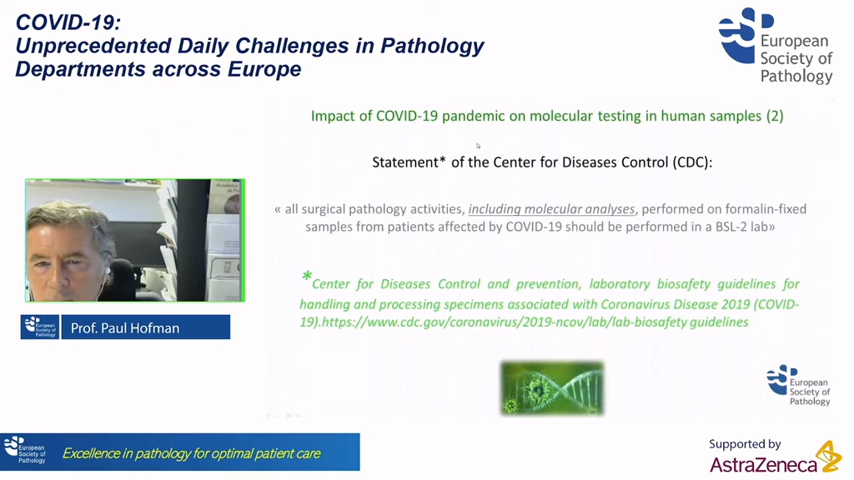 COVID-19:
Unprecedented Daily Challenges in Pathology
Departments across Europe
European
Society of
Pathology
Impact of COVID-19 pandemic on molecular testing in human samples (2)
Statement* of the Center for Diseases Control (CDC):
« all surgical pathology activities, including molecular analyses, performed on formalin-fixed
samples from patients affected by COVID-19 should be performed in a BSL-2 lab»
*Center for Diseases Control and prevention, laboratory biosafety guidelines for
handling and processing specimens associated with Coronavirus Disease 2019 (COVID-
19).https://www.cdc.gov/coronavirus/2019-ncov/lab/lab-biosafety guidelines
European
Society of
Pathology
Prof. Paul Hofman
European
Society of
Pathology
European
Society of
Pathology
Excellence in pathology for optimal patient care
Supported by
AstraZeneca